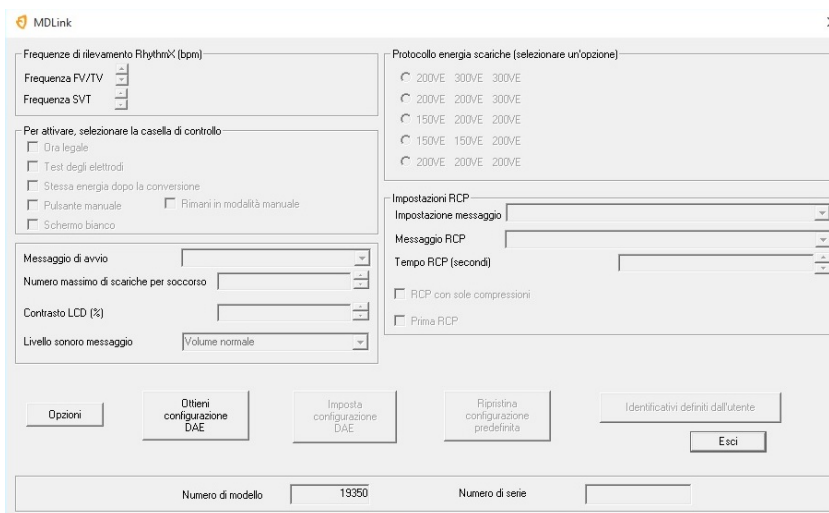 MDLink
Frequenze di rilevamento RhythmX (bpm)
Frequenza FV/TV
Frequenza SVT
Per attivare, selezionare la casella di controllo
Ora legale
Test degli elettrodi
Stessa energia dopo la conversione
Pulsante manuale Rimani in modalità manuale
Schermo bianco
Messaggio di avvio
Numero massimo di scariche per soccorso
Contrasto LCD (%)
Livello sonoro messaggio Volume normale
Protocollo energia scariche (selezionare un'opzione)
200VE 300VE 300VE
200VE 200VE 300VE
150VE 200VE 200VE
150VE 150VE 200VE
200VE 200VE 200VE
Impostazioni RCP
Impostazione messaggio
Messaggio RCP
Tempo RCP (secondi)
RCP con sole compressioni
Prima RCP
Opzioni
Ottieni
configurazione
DAE
Imposta
configurazione
DAE
Ripristina
configurazione
predefinita
Identificativi definiti dall'utente
Esci
Numero di modello 19350 Numero di serie